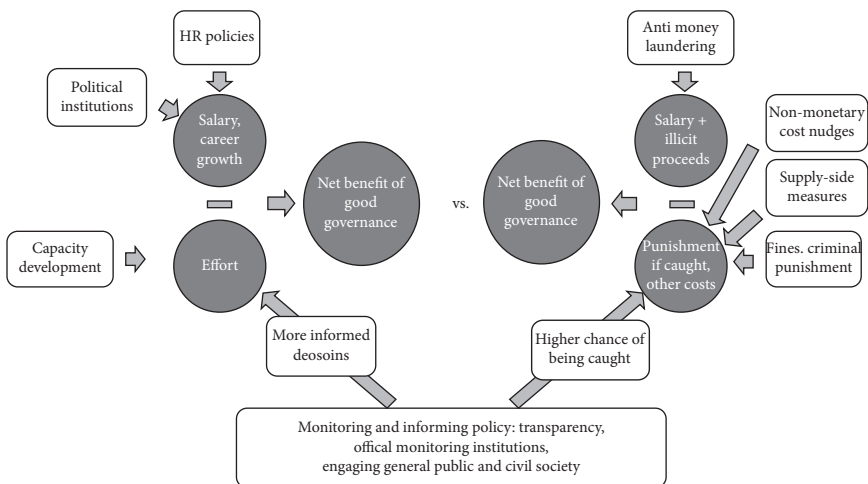 HR policies
Anti money
laundering
Political
institutions
Salary,
career
growth
Salary +
illicit
proceeds
Non-monetary
cost nudges
Net benefit of
good
governance
vs.
Net benefit of
good
governance
Supply-side
measures
Capacity
development
Effort
Punishment
if caught,
other costs
Fines. criminal
punishment
More informed
deosoins
Higher chance of
being caught
Monitoring and informing policy: transparency,
offical monitoring institutions,
engaging general public and civil society